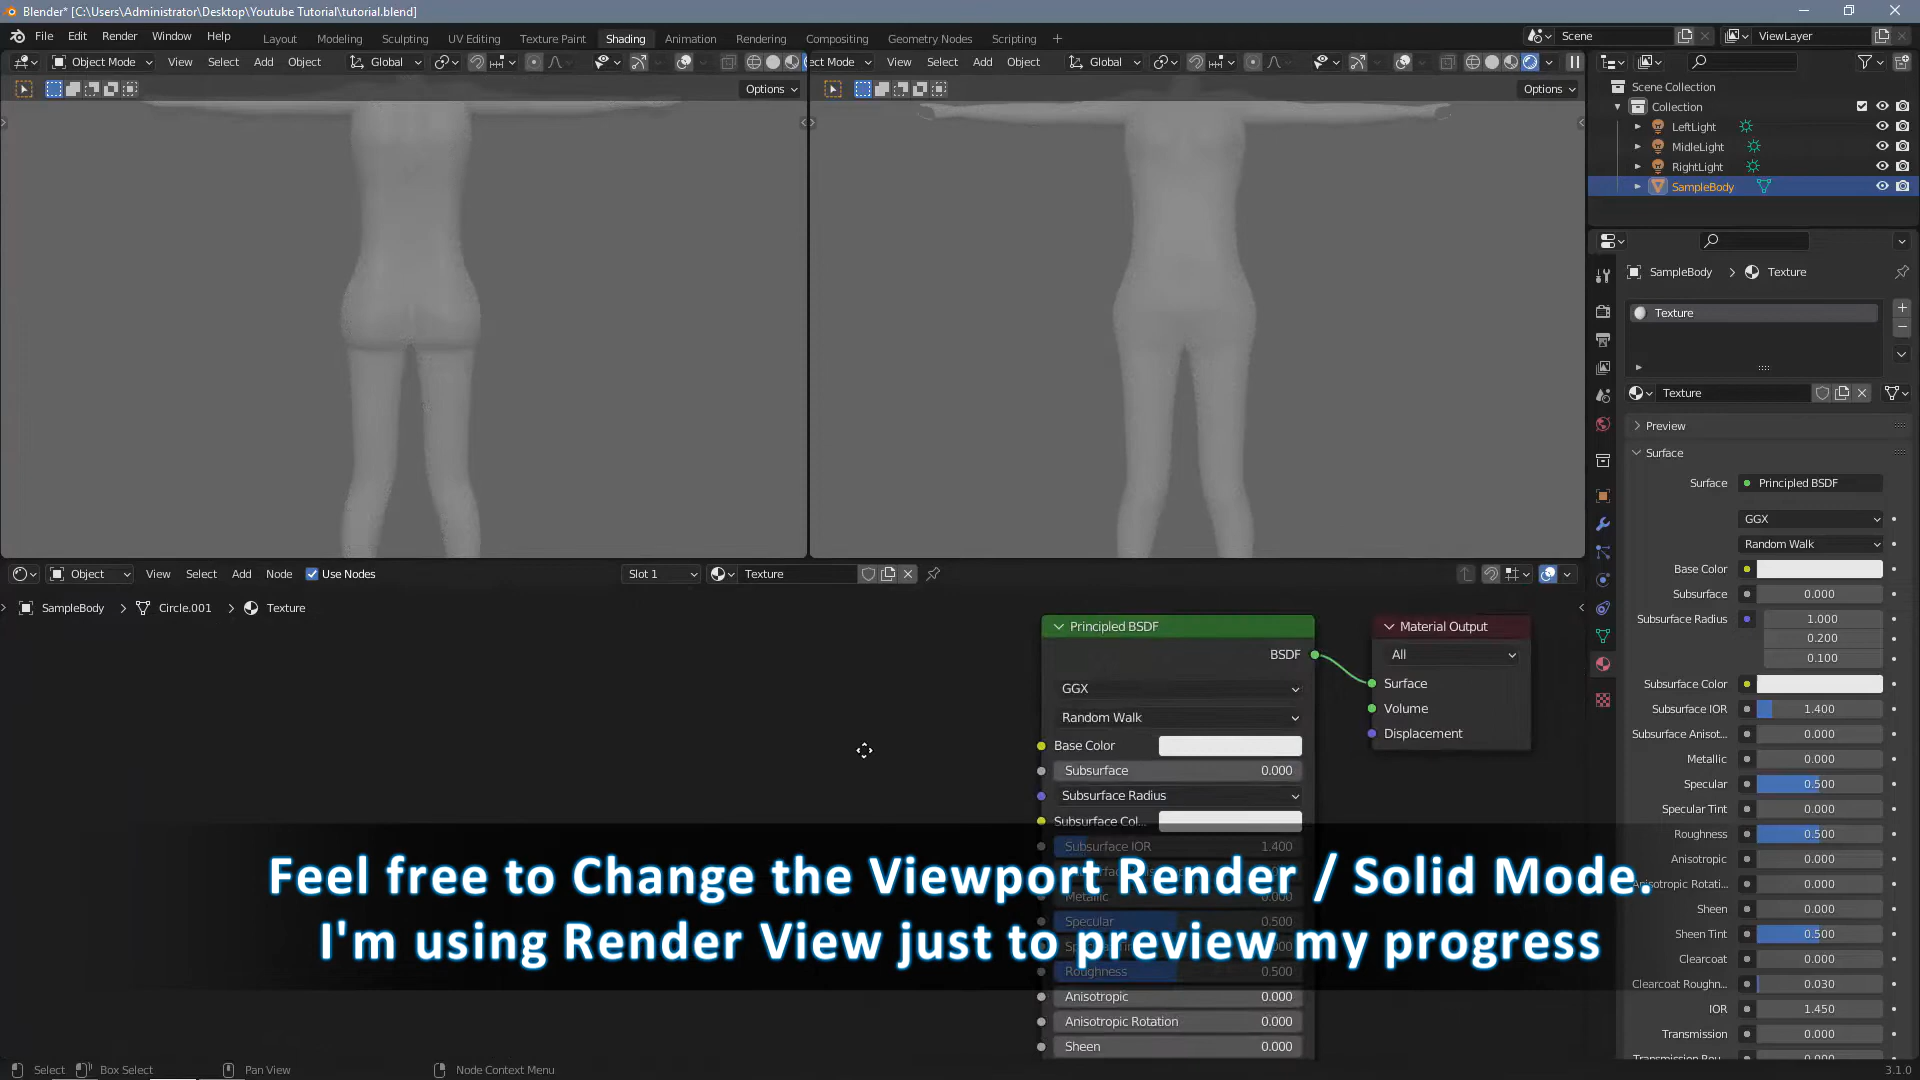 Blender* [C:\Users\Administrator\Desktop\Youtube Tutorial\tutorial.blend]
File Edit Render Window Help Layout Modeling Sculpting UV Editing Texture Paint Shading Animation Rendering Compositing Geometry Nodes Scripting + Scene ViewLayer
Object Mode View Select Add Object Global
ect Mode View Select Add Object Global
Options
Options
Scene Collection
Collection
LeftLight
MidleLight
RightLight
SampleBody
SampleBody > Texture
Texture
Texture
Preview
Surface
Surface Principled BSDF
GGX
Random Walk
Base Color
Subsurface 0.000
Subsurface Radius 1.000
0.200
0.100
Subsurface Color
Subsurface IOR 1.400
Subsurface Anisot... 0.000
Metallic 0.000
Specular 0.500
Specular Tint 0.000
Roughness 0.500
Anisotropic 0.000
Anisotropic Rotati... 0.000
Sheen 0.000
Sheen Tint 0.500
Clearcoat 0.000
Clearcoat Roughn... 0.030
IOR 1.450
Transmission 0.000
Object View Select Add Node Use Nodes Slot 1 Texture
SampleBody > Circle.001 > Texture
Principled BSDF
BSDF
GGX
Random Walk
Base Color
Subsurface 0.000
Subsurface Radius
Subsurface Col...
Subsurface IOR 1.400
Metallic 0.000
Specular 0.500
Roughness 0.500
Anisotropic 0.000
Anisotropic Rotation 0.000
Sheen 0.000
Material Output
All
Surface
Volume
Displacement
Feel free to Change the Viewport Render / Solid Mode.
I'm using Render View just to preview my progress
Select Box Select Pan View Node Context Menu 3.1.0